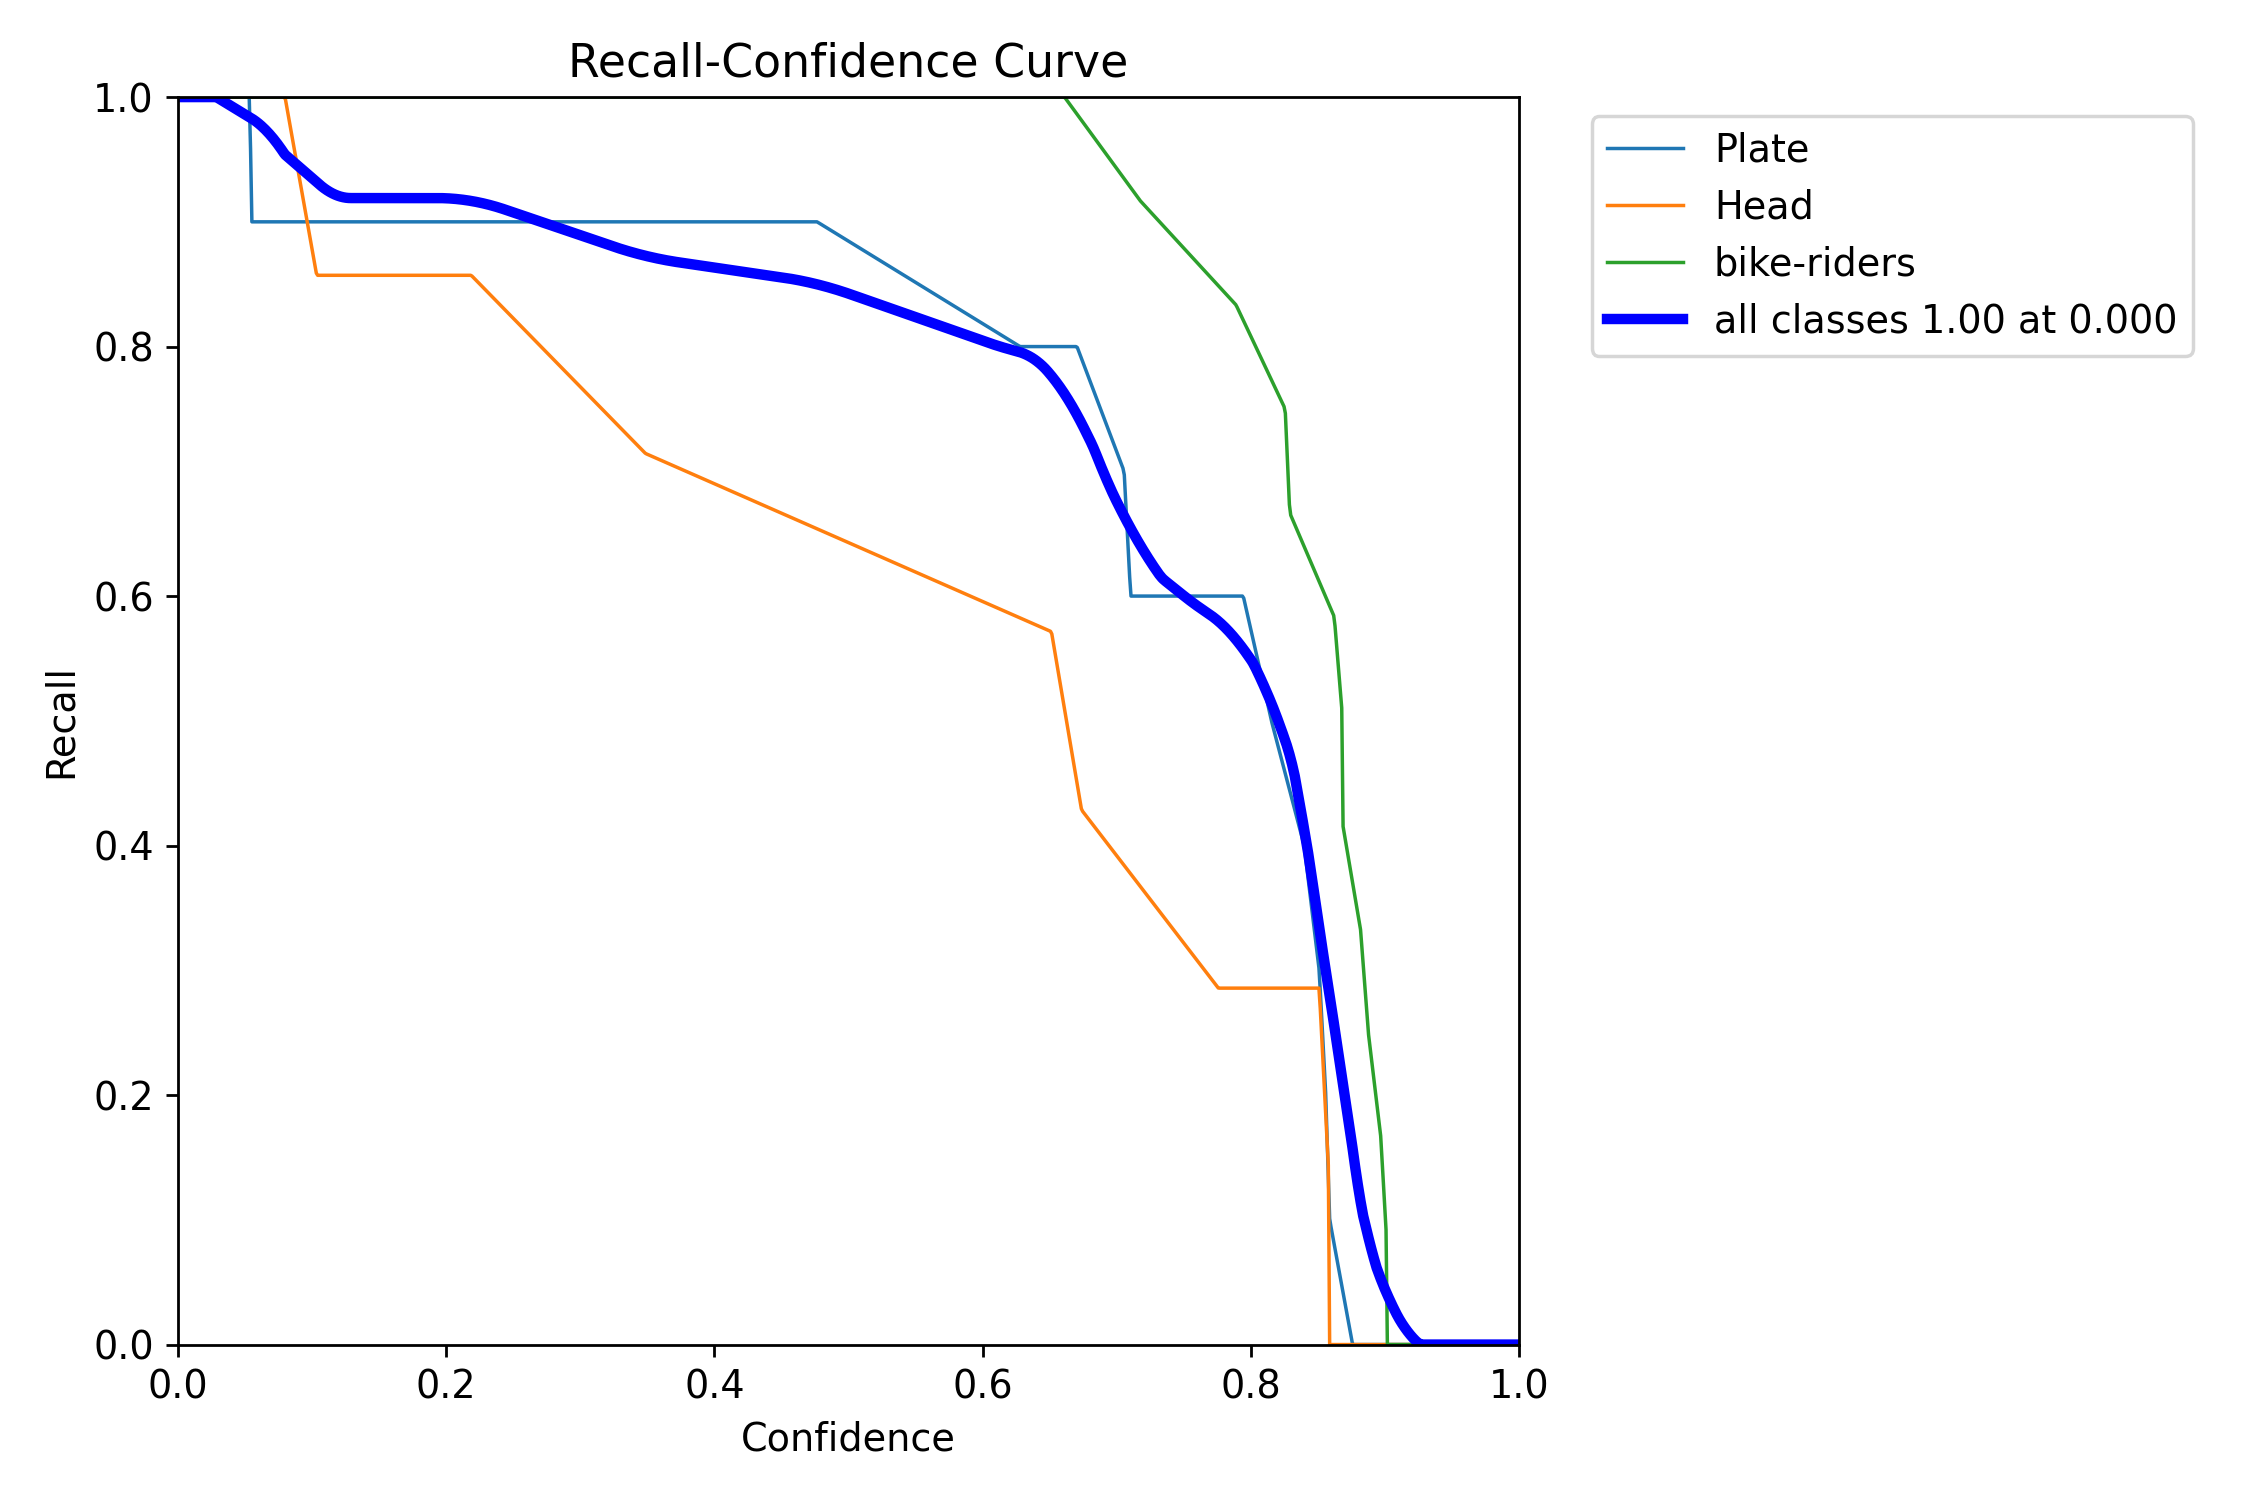 Recall-Confidence Curve
1.0
0.8
0.6
0.4
0.2
0.0
Recall
0.0 0.2 0.4 0.6 0.8 1.0
Confidence
Plate
Head
bike-riders
all classes 1.00 at 0.000